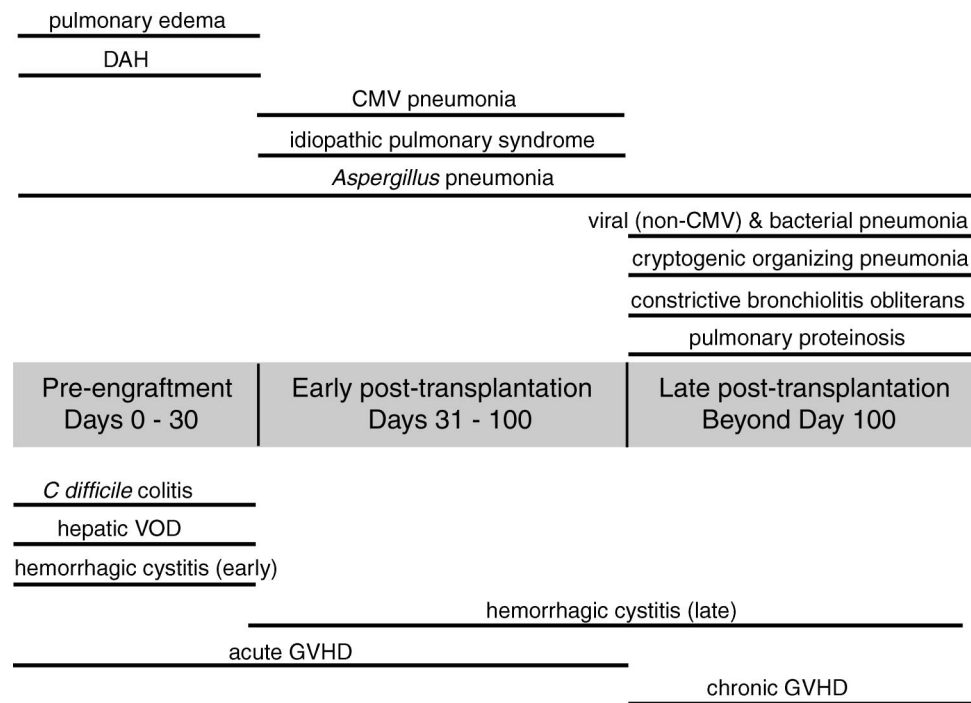 pulmonary edema
DAH
CMV pneumonia
idiopathic pulmonary syndrome
Aspergillus pneumonia
viral (non-CMV) & bacterial pneumonia
cryptogenic organizing pneumonia
constrictive bronchiolitis obliterans
pulmonary proteinosis
Pre-engraftment
Days 0 - 30
Early post-transplantation
Days 31 - 100
Late post-transplantation
Beyond Day 100
C difficile colitis
hepatic VOD
hemorrhagic cystitis (early)
hemorrhagic cystitis (late)
acute GVHD
chronic GVHD